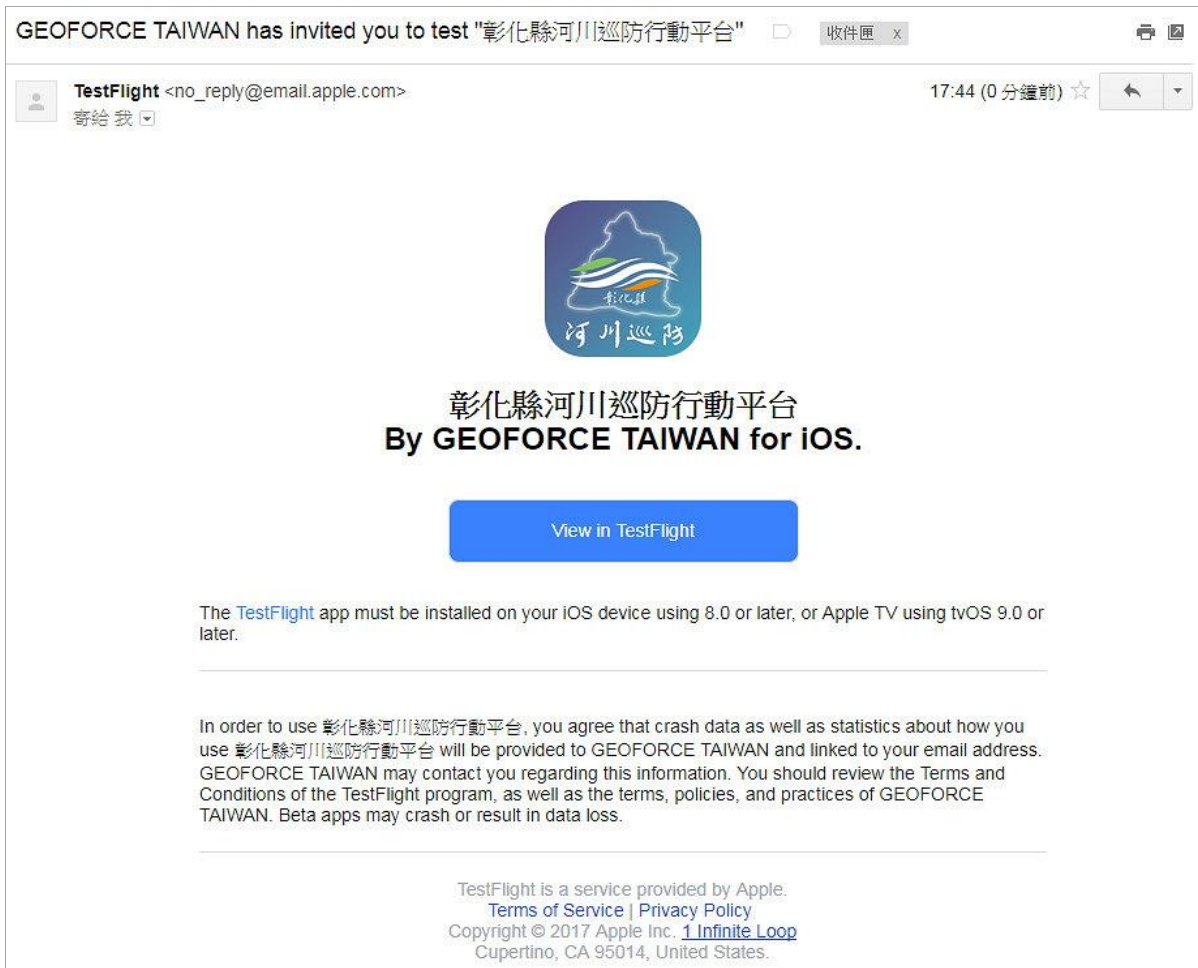 GEOFORCE TAIWAN has invited you to test "彰化縣河川巡防行動平台"
收件匣 x
TestFlight <no_reply@email.apple.com>
17:44 (0 分鐘前)
寄給 我
彰化縣
河川巡防
彰化縣河川巡防行動平台
By GEOFORCE TAIWAN for iOS.
View in TestFlight
The TestFlight app must be installed on your iOS device using 8.0 or later, or Apple TV using tvOS 9.0 or
later.
In order to use 彰化縣河川巡防行動平台, you agree that crash data as well as statistics about how you
use 彰化縣河川巡防行動平台 will be provided to GEOFORCE TAIWAN and linked to your email address.
GEOFORCE TAIWAN may contact you regarding this information. You should review the Terms and
Conditions of the TestFlight program, as well as the terms, policies, and practices of GEOFORCE
TAIWAN. Beta apps may crash or result in data loss.
TestFlight is a service provided by Apple.
Terms of Service | Privacy Policy
Copyright © 2017 Apple Inc. 1 Infinite Loop
Cupertino, CA 95014, United States.